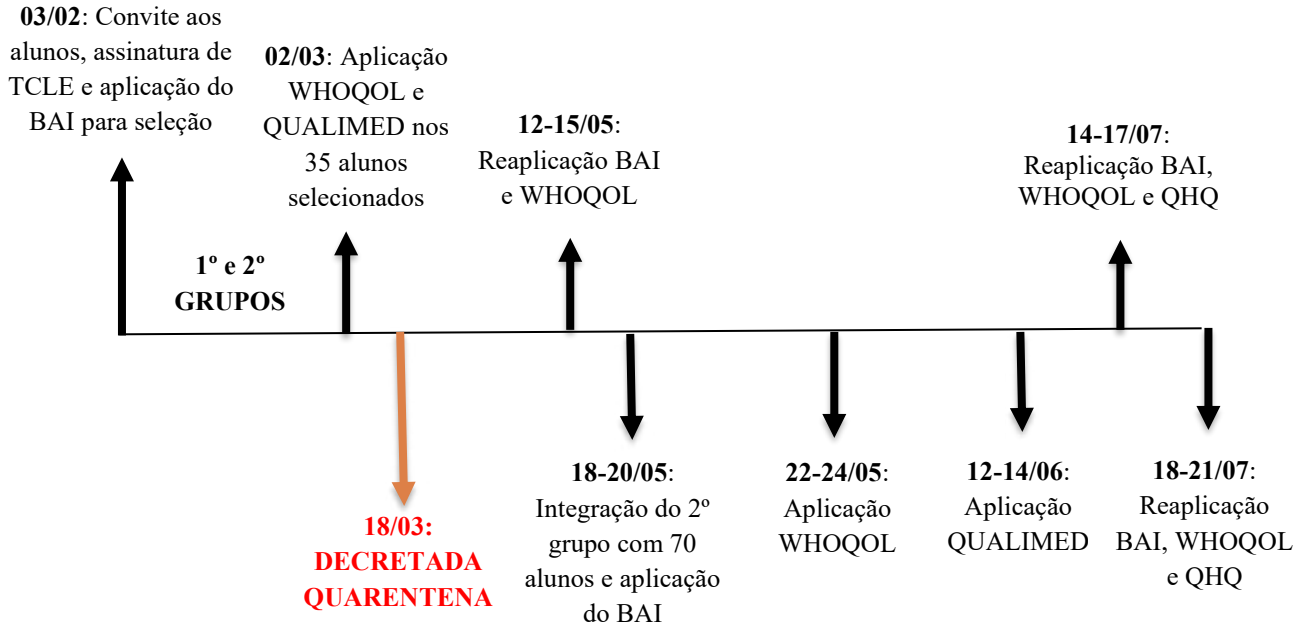 03/02: Convite aos
alunos, assinatura de
TCLE e aplicação do
BAI para seleção
02/03: Aplicação
WHOQOL e
QUALIMED nos
35 alunos
selecionados
12-15/05:
Reaplicação BAI
e WHOQOL
14-17/07:
Reaplicação BAI,
WHOQOL e QHQ
1º e 2º
GRUPOS
18/03:
DECRETADA
QUARENTENA
18-20/05:
Integração do 2º
grupo com 70
alunos e aplicação
do BAI
22-24/05:
Aplicação
WHOQOL
12-14/06:
Aplicação
QUALIMED
18-21/07:
Reaplicação
BAI, WHOQOL
e QHQ